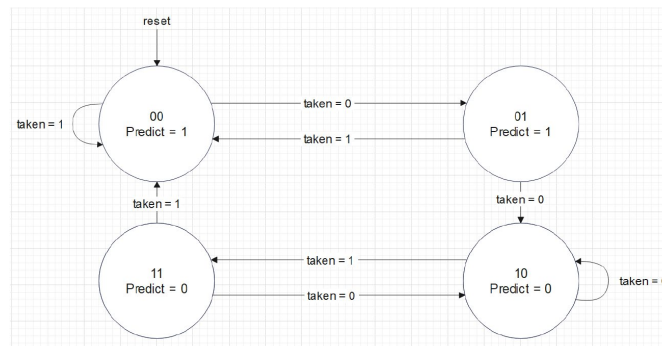 reset
00
Predict = 1
01
Predict = 1
taken = 0
taken = 1
taken = 1
taken = 1
taken = 0
11
Predict = 0
10
Predict = 0
taken = 1
taken = 0
taken =